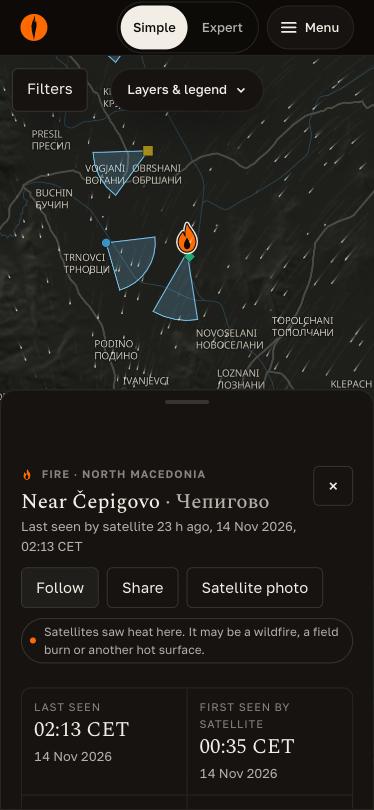 Simple
Expert
Menu
Filters
Layers & legend
PRESIL
ПРЕСИЛ
VOGJANI
ВОЃАНИ
OBRSHANI
ОБРШАНИ
BUCHIN
БУЧИН
TRNOVCI
ТРНОВЦИ
TOPOLCHANI
ТОПОЛЧАНИ
NOVOSELANI
НОВОСЕЛАНИ
PODINO
ПОДИНО
LOZNANI
ЛОЗНАНИ
IVANJEVCI
KLEPACH
FIRE · NORTH MACEDONIA
Near Čepigovo · Чепигово
Last seen by satellite 23 h ago, 14 Nov 2026,
02:13 CET
Follow
Share
Satellite photo
Satellites saw heat here. It may be a wildfire, a field
burn or another hot surface.
LAST SEEN
02:13 CET
14 Nov 2026
FIRST SEEN BY
SATELLITE
00:35 CET
14 Nov 2026